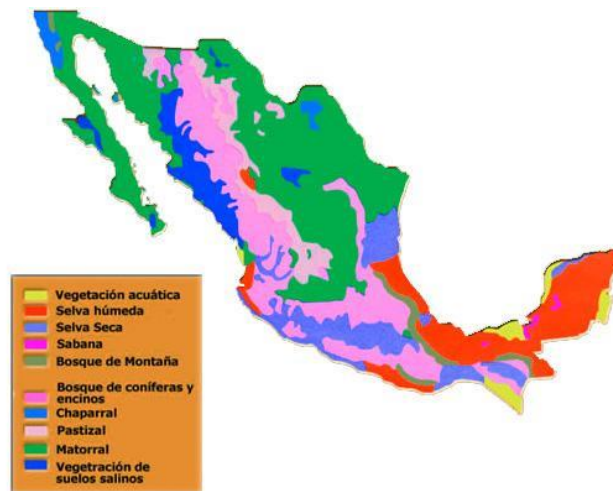 Vegetación acuática
Selva húmeda
Selva Seca
Sabana
Bosque de Montaña
Bosque de coníferas y
encinos
Chaparral
Pastizal
Matorral
Vegetración de
suelos salinos